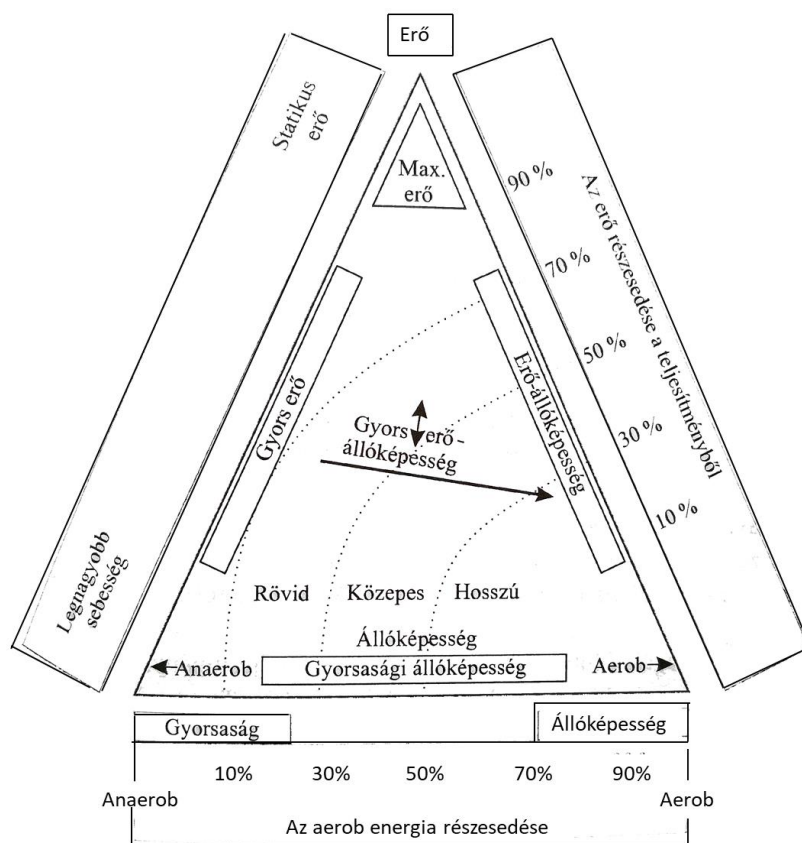 Erő
Statikus
erő
Max.
erő
90 %
70 %
50 %
30 %
10 %
Az erő részesedése a teljesítményből
Gyors erő
Erő-állóképesség
Gyors erő-
állóképesség
Legnagyobb
sebesség
Rövid Közepes Hosszú
Állóképesség
Anaerob Gyorsasági állóképesség Aerob
Gyorsaság Állóképesség
10% 30% 50% 70% 90%
Anaerob Aerob
Az aerob energia részesedése